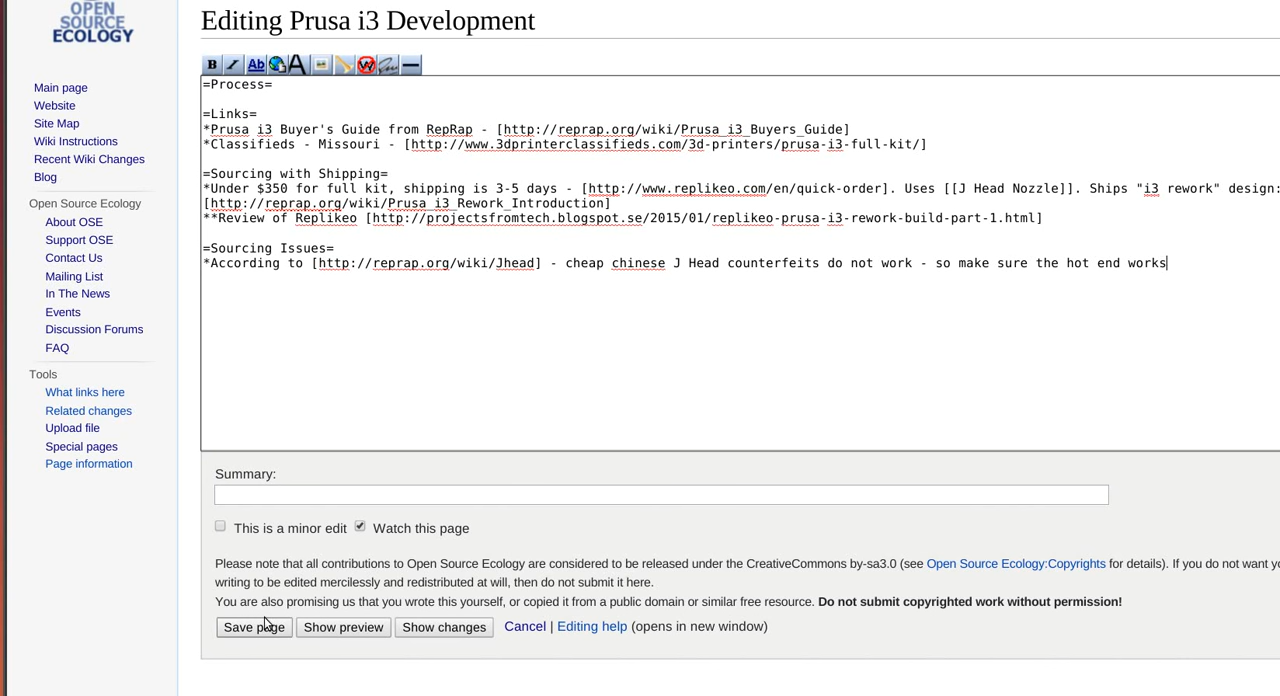 OPEN
SOURCE
ECOLOGY
Main page
Website
Site Map
Wiki Instructions
Recent Wiki Changes
Blog
Open Source Ecology
About OSE
Support OSE
Contact Us
Mailing List
In The News
Events
Discussion Forums
FAQ
Tools
What links here
Related changes
Upload file
Special pages
Page information
Editing Prusa i3 Development
B I Ab A
=Process=
=Links=
*Prusa i3 Buyer's Guide from RepRap - [http://reprap.org/wiki/Prusa_i3_Buyers_Guide]
*Classifieds - Missouri - [http://www.3dprinterclassifieds.com/3d-printers/prusa-i3-full-kit/]
=Sourcing with Shipping=
*Under $350 for full kit, shipping is 3-5 days - [http://www.replikeo.com/en/quick-order]. Uses [[J Head Nozzle]]. Ships "i3 rework" design:
[http://reprap.org/wiki/Prusa_i3_Rework_Introduction]
**Review of Replikeo [http://projectsfromtech.blogspot.se/2015/01/replikeo-prusa-i3-rework-build-part-1.html]
=Sourcing Issues=
*According to [http://reprap.org/wiki/Jhead] - cheap chinese J Head counterfeits do not work - so make sure the hot end works
Summary:
This is a minor edit Watch this page
Please note that all contributions to Open Source Ecology are considered to be released under the CreativeCommons by-sa3.0 (see Open Source Ecology:Copyrights for details). If you do not want
writing to be edited mercilessly and redistributed at will, then do not submit it here.
You are also promising us that you wrote this yourself, or copied it from a public domain or similar free resource. Do not submit copyrighted work without permission!
Save page Show preview Show changes Cancel | Editing help (opens in new window)